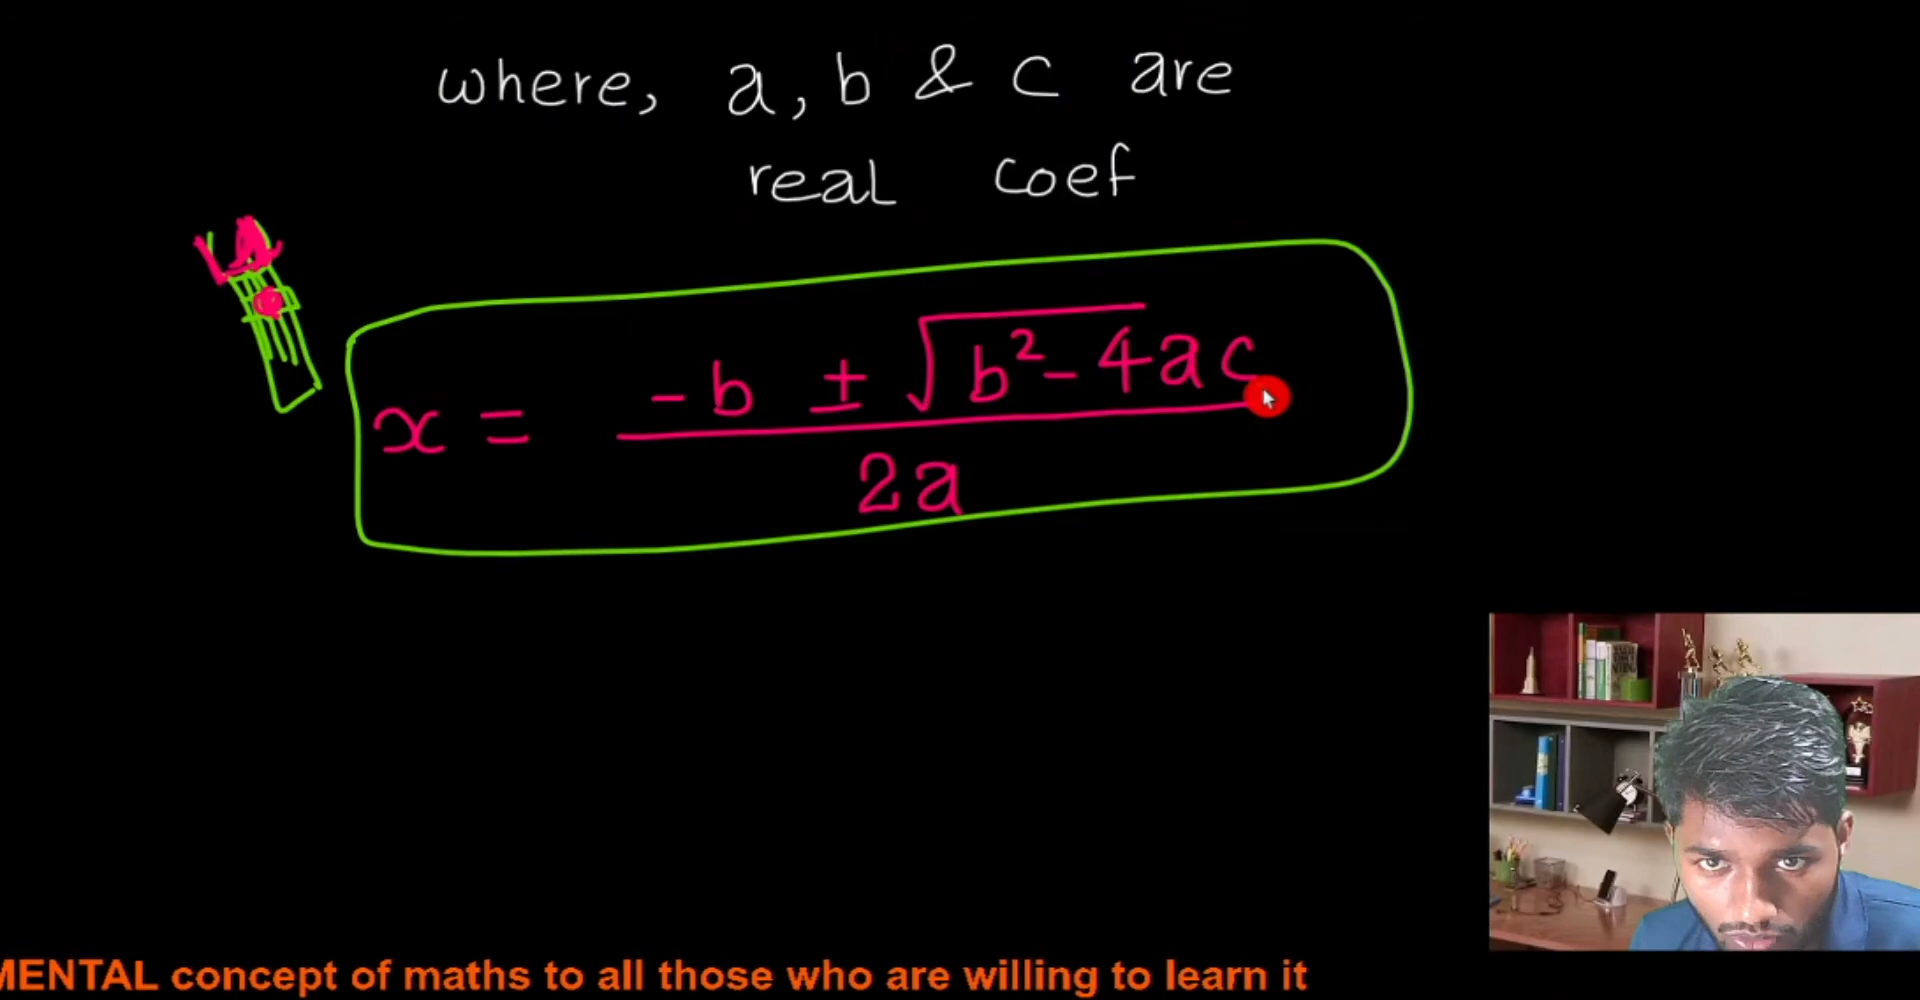 where, a, b & c are
real coef
x = -b ± √b² - 4ac / 2a
MENTAL concept of maths to all those who are willing to learn it